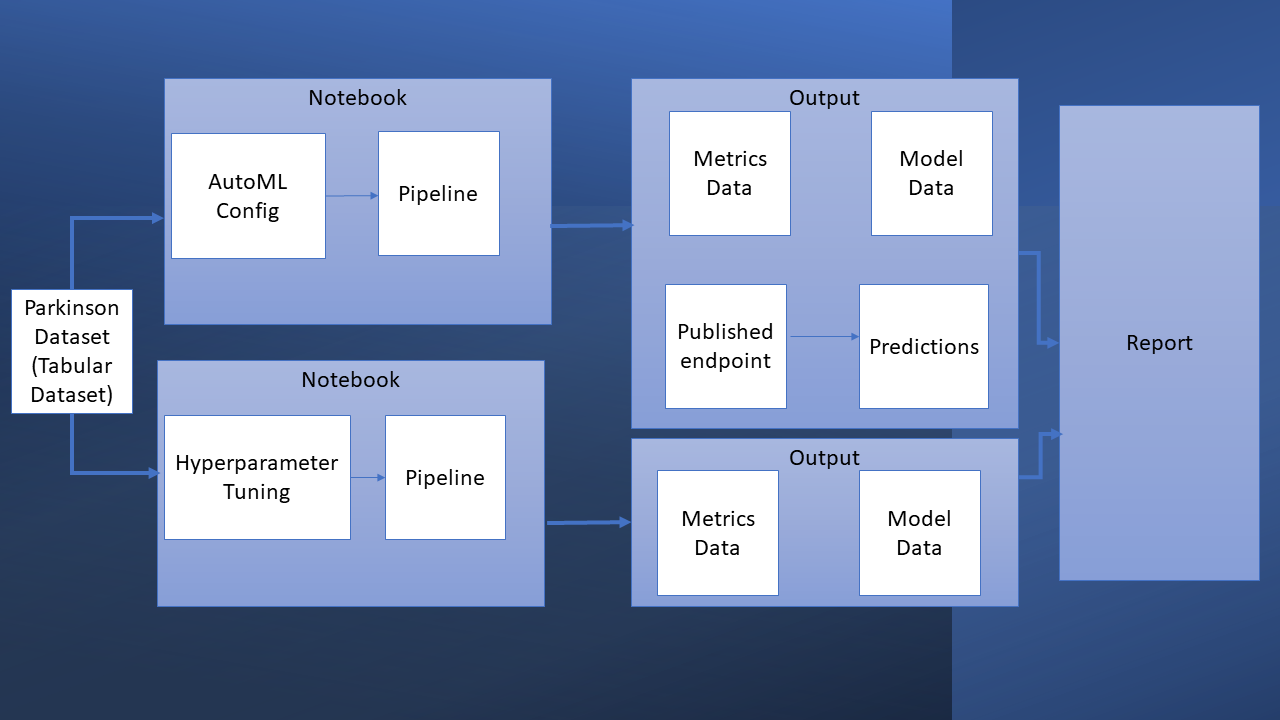 Notebook
AutoML
Config
Pipeline
Parkinson
Dataset
(Tabular
Dataset)
Notebook
Hyperparameter
Tuning
Pipeline
Output
Metrics
Data
Model
Data
Published
endpoint
Predictions
Output
Metrics
Data
Model
Data
Report